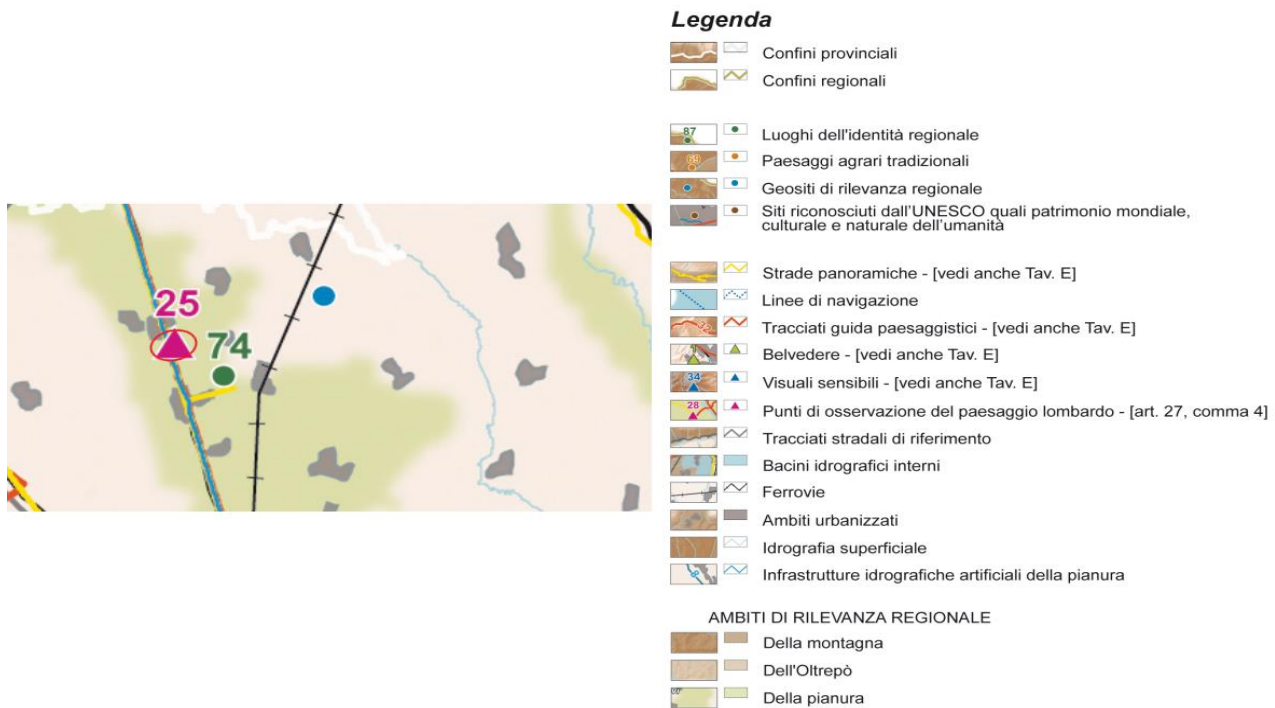 Legenda
Confini provinciali
Confini regionali
87
Luoghi dell'identità regionale
69
Paesaggi agrari tradizionali
Geositi di rilevanza regionale
Siti riconosciuti dall'UNESCO quali patrimonio mondiale,
culturale e naturale dell'umanità
Strade panoramiche - [vedi anche Tav. E]
Linee di navigazione
72
Tracciati guida paesaggistici - [vedi anche Tav. E]
Belvedere - [vedi anche Tav. E]
34
Visuali sensibili - [vedi anche Tav. E]
28
Punti di osservazione del paesaggio lombardo - [art. 27, comma 4]
Tracciati stradali di riferimento
Bacini idrografici interni
Ferrovie
Ambiti urbanizzati
Idrografia superficiale
8
Infrastrutture idrografiche artificiali della pianura
AMBITI DI RILEVANZA REGIONALE
Della montagna
Dell'Oltrepò
Della pianura
25
74